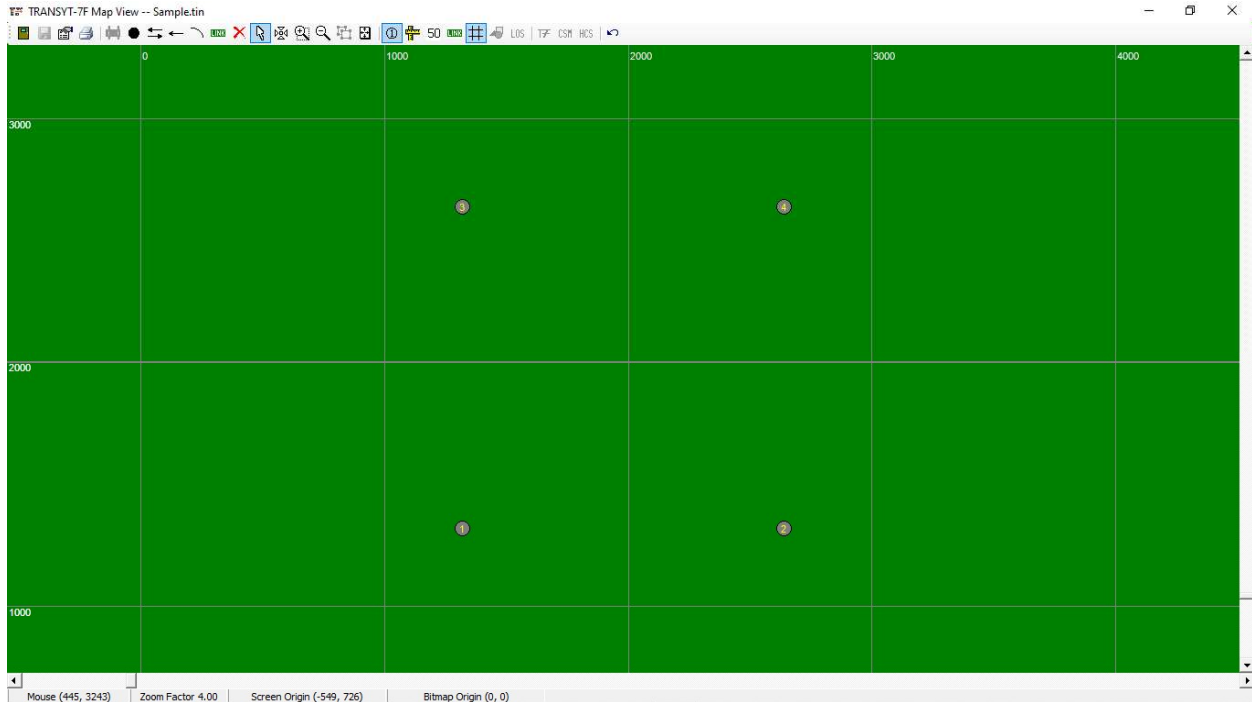 TRANSYT-7F Map View -- Sample.tin
50 LINK LOS T7F CSM HCS
0 1000 2000 3000 4000
3000
3 4
2000
1 2
1000
Mouse (445, 3243) Zoom Factor 4.00 Screen Origin (-549, 726) Bitmap Origin (0, 0)